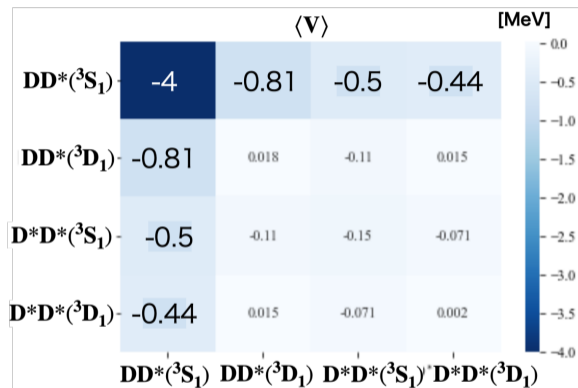 ⟨V⟩ [MeV]
DD*(³S₁) -4 -0.81 -0.5 -0.44
DD*(³D₁) -0.81 0.018 -0.11 0.015
D*D*(³S₁) -0.5 -0.11 -0.15 -0.071
D*D*(³D₁) -0.44 0.015 -0.071 0.002
DD*(³S₁) DD*(³D₁) D*D*(³S₁) D*D*(³D₁)
0.0
−0.5
−1.0
−1.5
−2.0
−2.5
−3.0
−3.5
−4.0